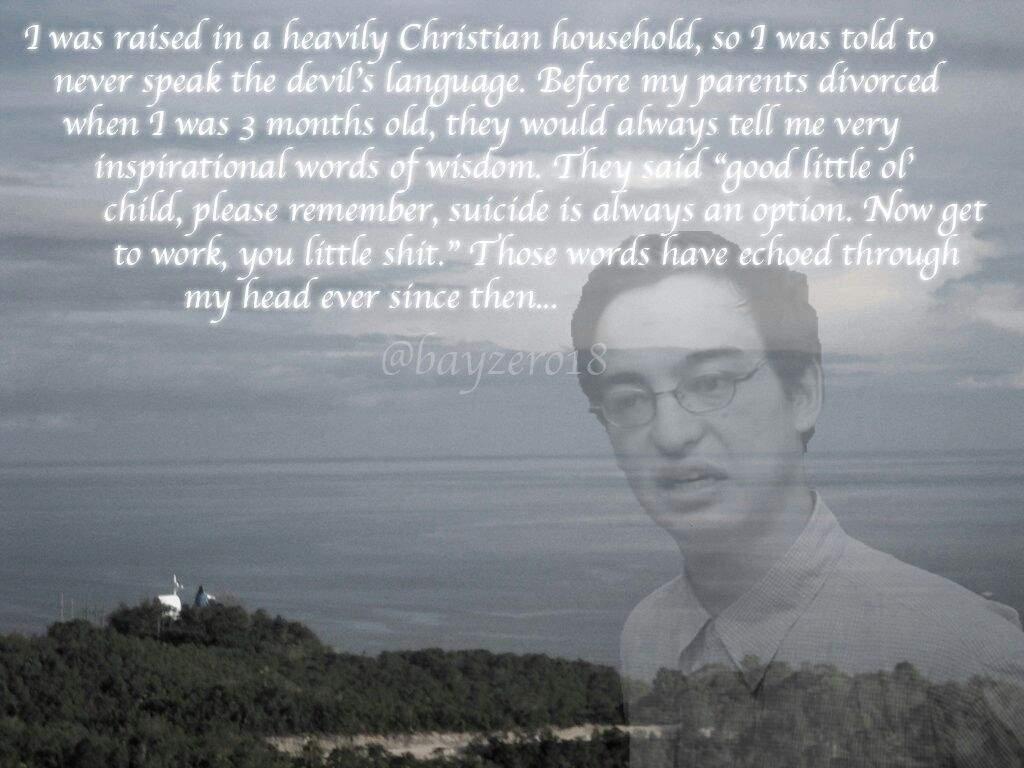 I was raised in a heavily Christian household, so I was told to
never speak the devil's language. Before my parents divorced
when I was 3 months old, they would always tell me very
inspirational words of wisdom. They said “good little ol'
child, please remember, suicide is always an option. Now get
to work, you little shit.” Those words have echoed through
my head ever since then...
@bayzero18